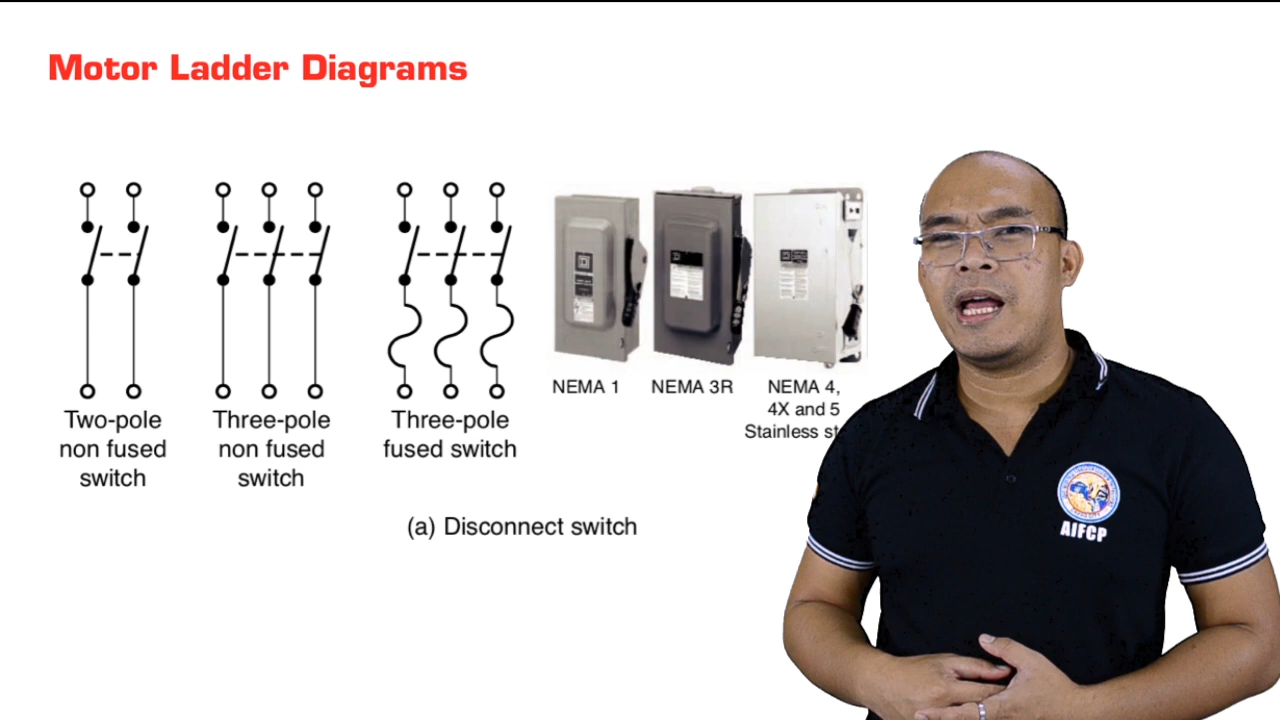 Motor Ladder Diagrams
Two-pole
non fused
switch
Three-pole
non fused
switch
Three-pole
fused switch
NEMA 1
NEMA 3R
NEMA 4,
4X and 5
Stainless
(a) Disconnect switch
AIFCP